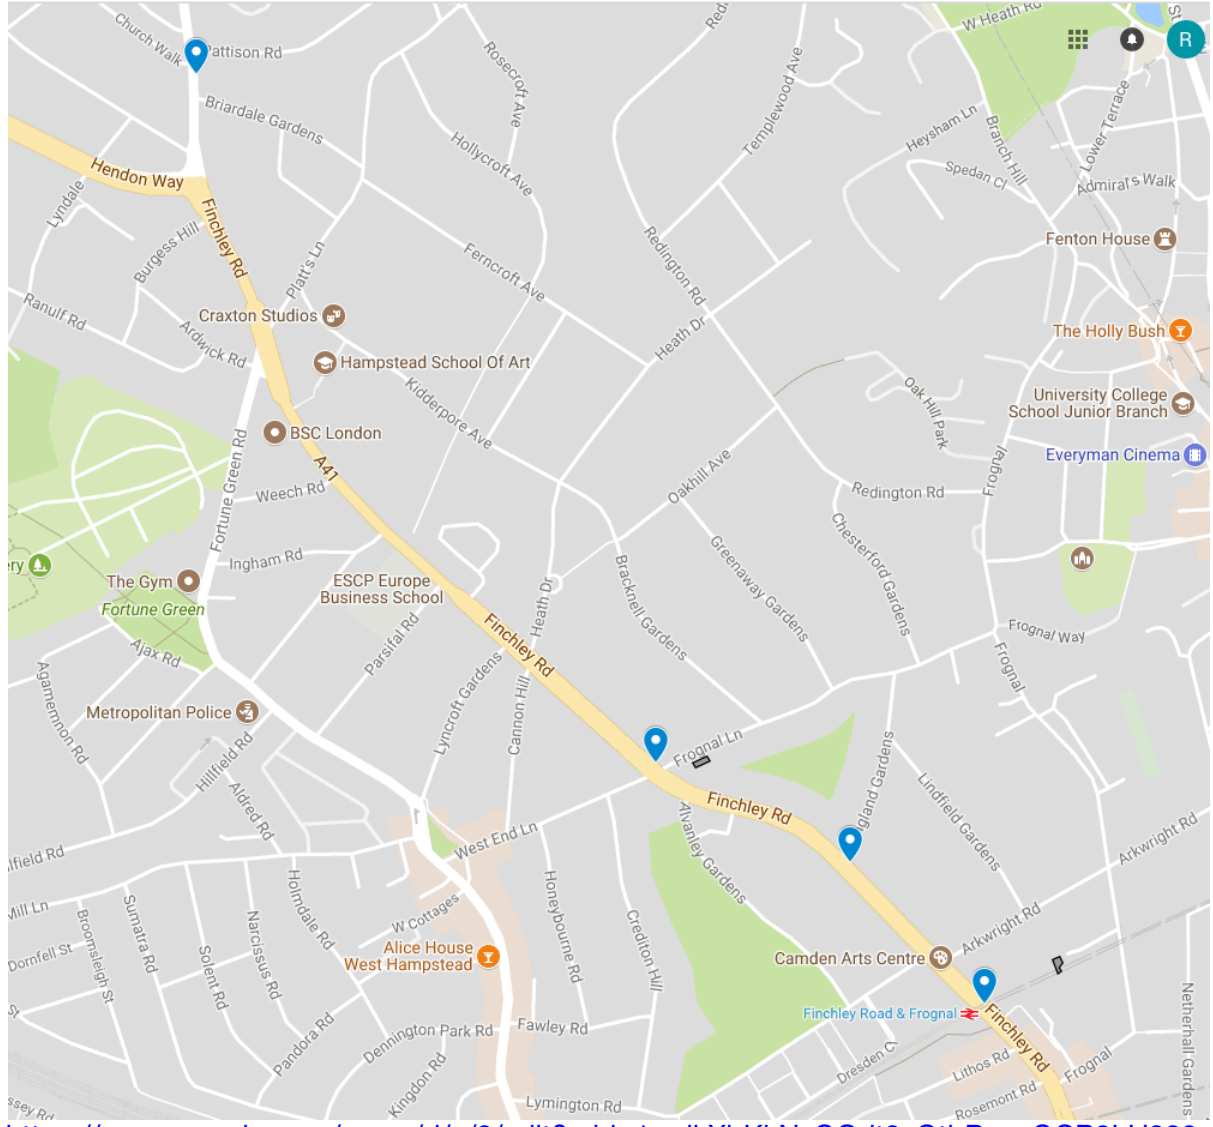 W Heath Rd
St
R
Church Walk
Pattison Rd
Rosecroft Ave
Templewood Ave
Briardale Gardens
Hollycroft Ave
Heysham Ln
Branch Hill
Lower Terrace
Spedan Cl
Admiral's Walk
Hendon Way
Lyndale
Finchley Rd
Burgess Hill
Platt's Ln
Ferncroft Ave
Redington Rd
Fenton House
Ranulf Rd
Craxton Studios
Ardwick Rd
Heath Dr
The Holly Bush
Hampstead School Of Art
Kidderpore Ave
Oak Hill Park
University College
School Junior Branch
BSC London
A41
Fortune Green Rd
Weech Rd
Oakhill Ave
Redington Rd
Frognal
Everyman Cinema
Chesterford Gardens
Greenaway Gardens
Ingham Rd
ery
The Gym
Fortune Green
ESCP Europe
Business School
Heath Dr
Bracknell Gardens
Frognal Way
Frognal
Ajax Rd
Parsifal Rd
Finchley Rd
Agamemnon Rd
Lyncroft Gardens
Cannon Hill
Metropolitan Police
Hillfield Rd
Frognal Ln
Finchley Rd
Aldred Rd
West End Ln
Alvanley Gardens
gland Gardens
Lindfield Gardens
Arkwright Rd
llfield Rd
Mill Ln
Holmdale Rd
Honeybourne Rd
Crediton Hill
Arkwright Rd
Dornfell St
Broomsleigh St
Sumatra Rd
Solent Rd
Narcissus Rd
W Cottages
Alice House
West Hampstead
Camden Arts Centre
Finchley Road & Frognal
Finchley Rd
Netherhall Gardens
Pandora Rd
Dennington Park Rd
Fawley Rd
Dresden Cl
Lithos Rd
Frognal
Kingdon Rd
Lymington Rd
Rosemont Rd
ssey Rd